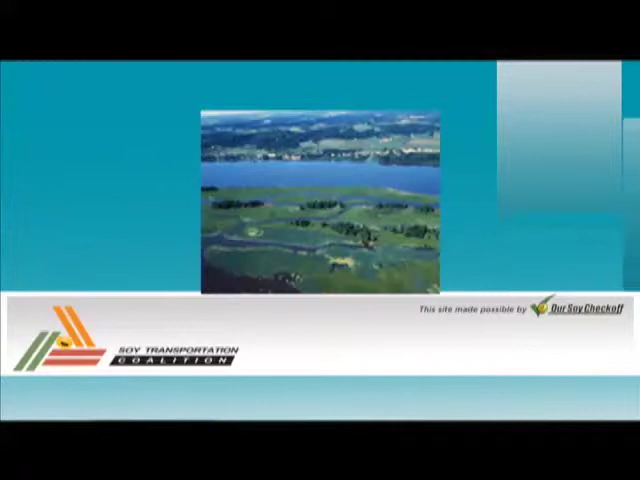 This site made possible by Our Soy Checkoff
SOY TRANSPORTATION
COALITION